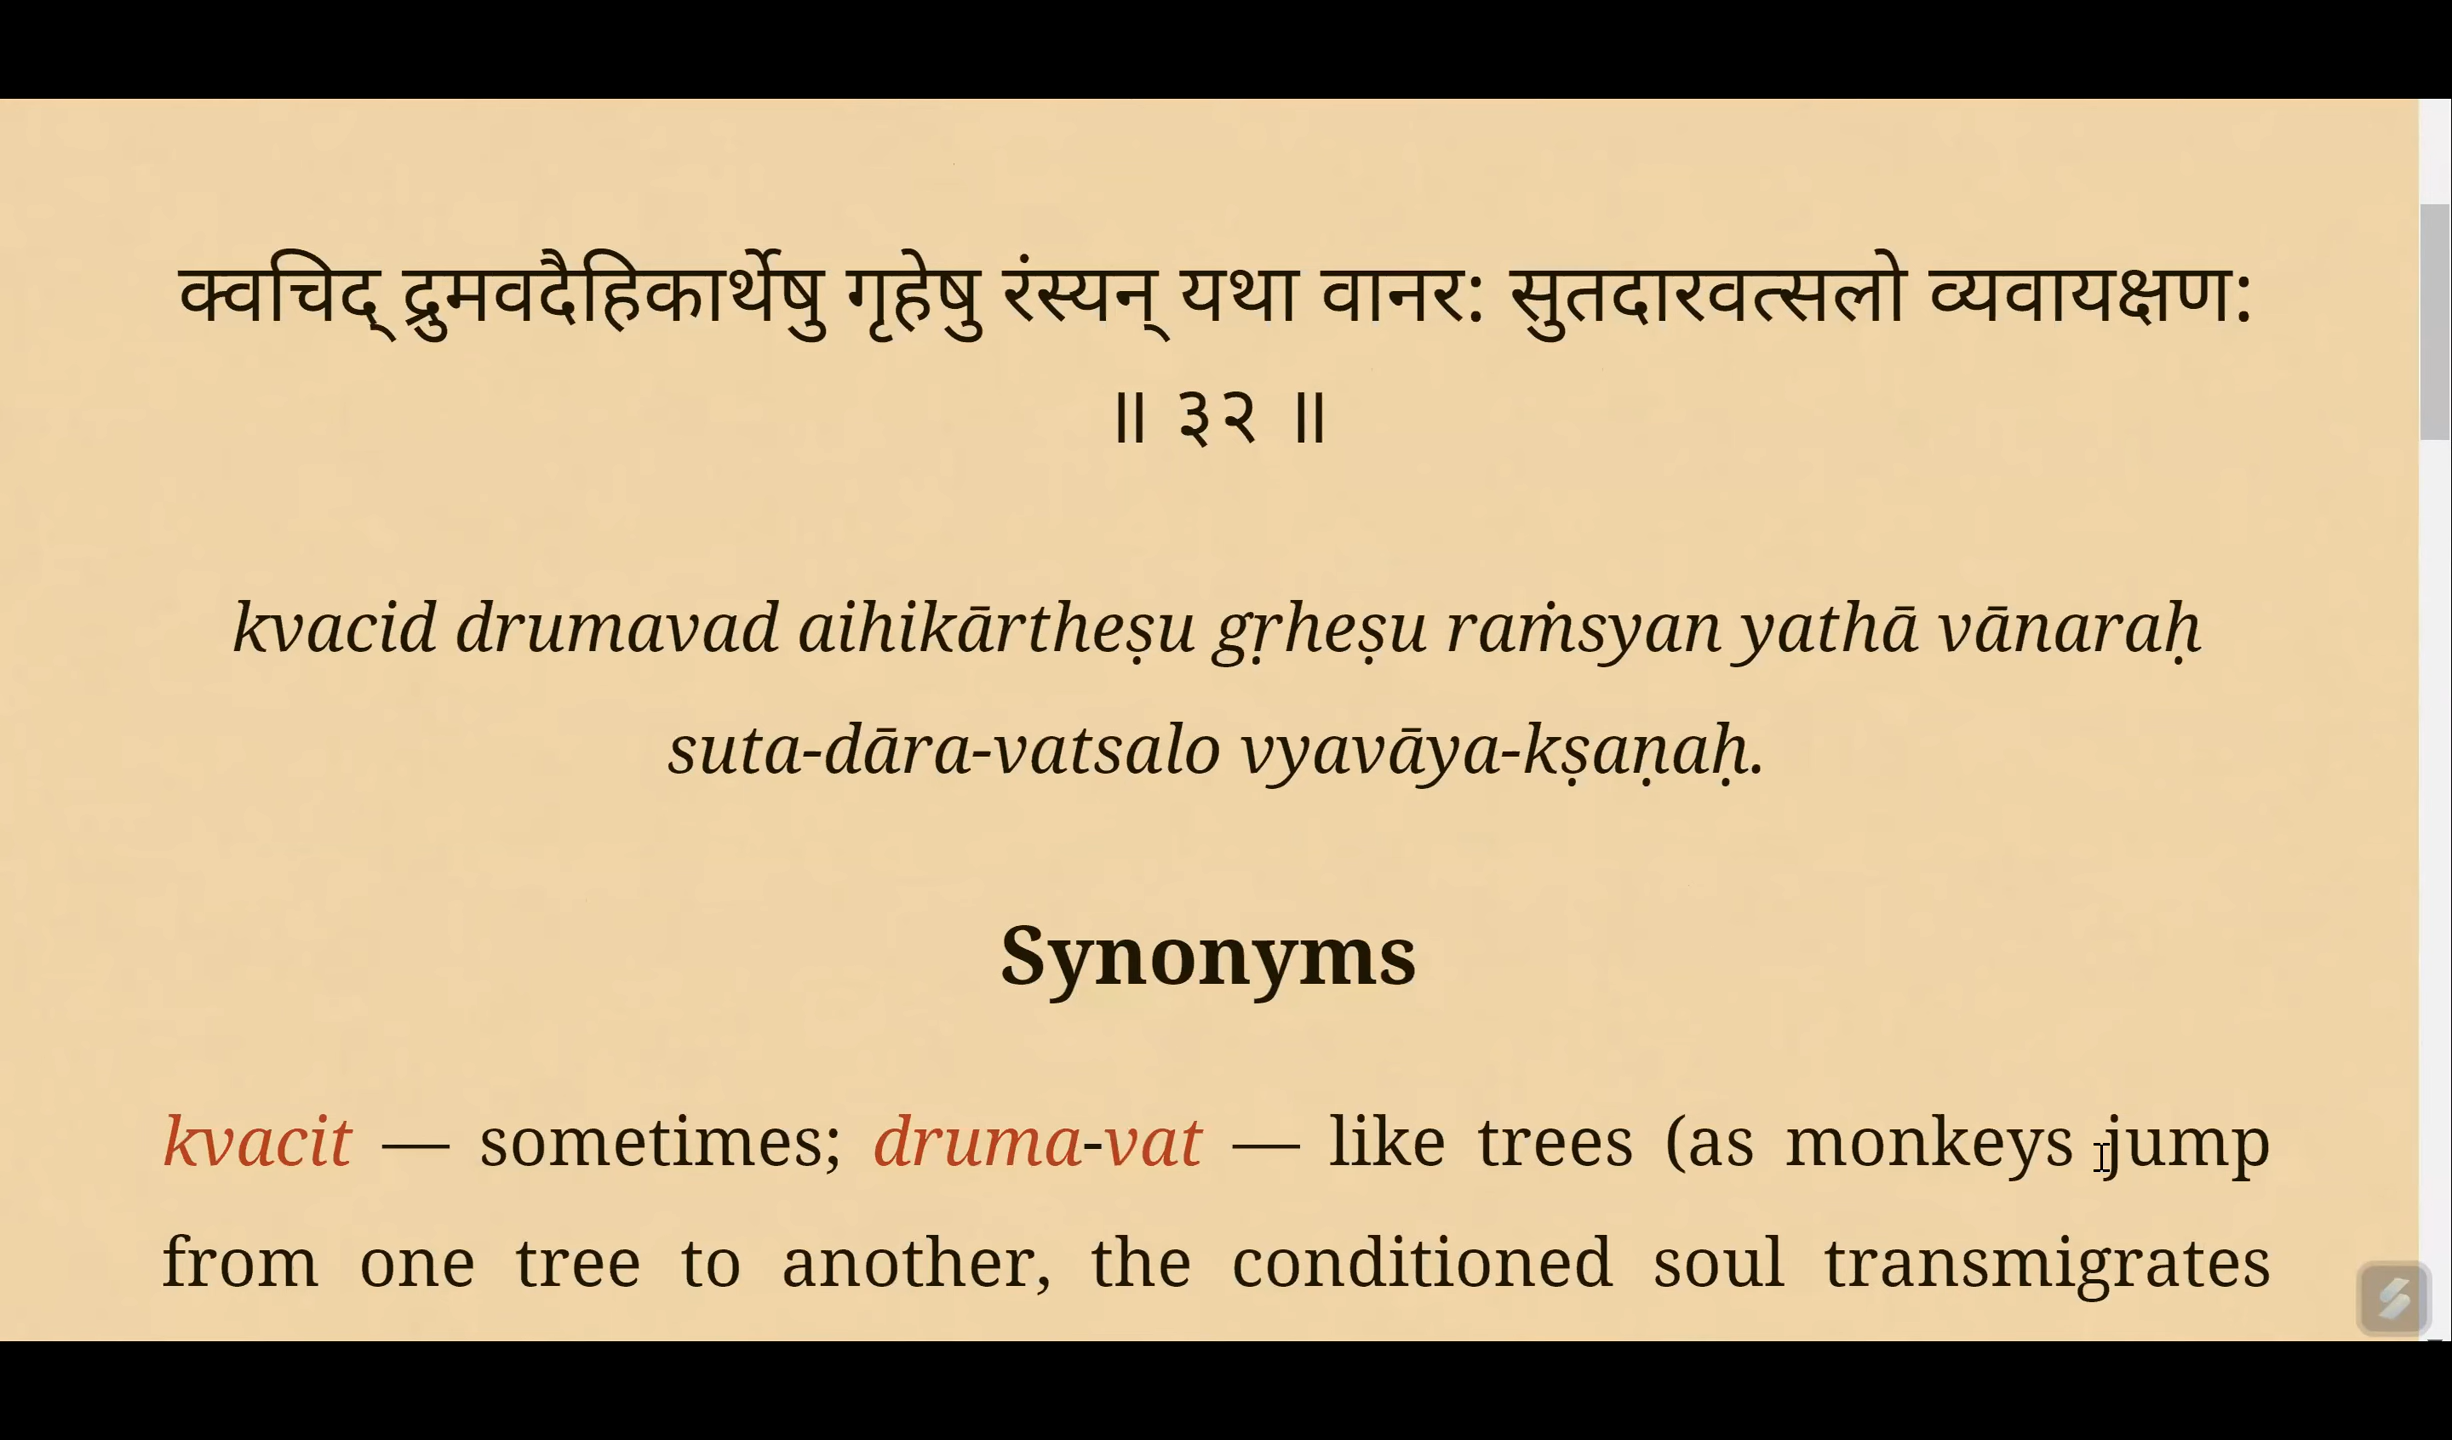 क्वचिद् द्रुमवदैहिकार्थेषु गृहेषु रंस्यन् यथा वानर: सुतदारवत्सलो व्यवायक्षण:
॥ ३२ ॥
kvacid drumavad aihikārtheṣu gṛheṣu raṁsyan yathā vānaraḥ
suta-dāra-vatsalo vyavāya-kṣaṇaḥ.
Synonyms
kvacit — sometimes; druma-vat — like trees (as monkeys jump
from one tree to another, the conditioned soul transmigrates